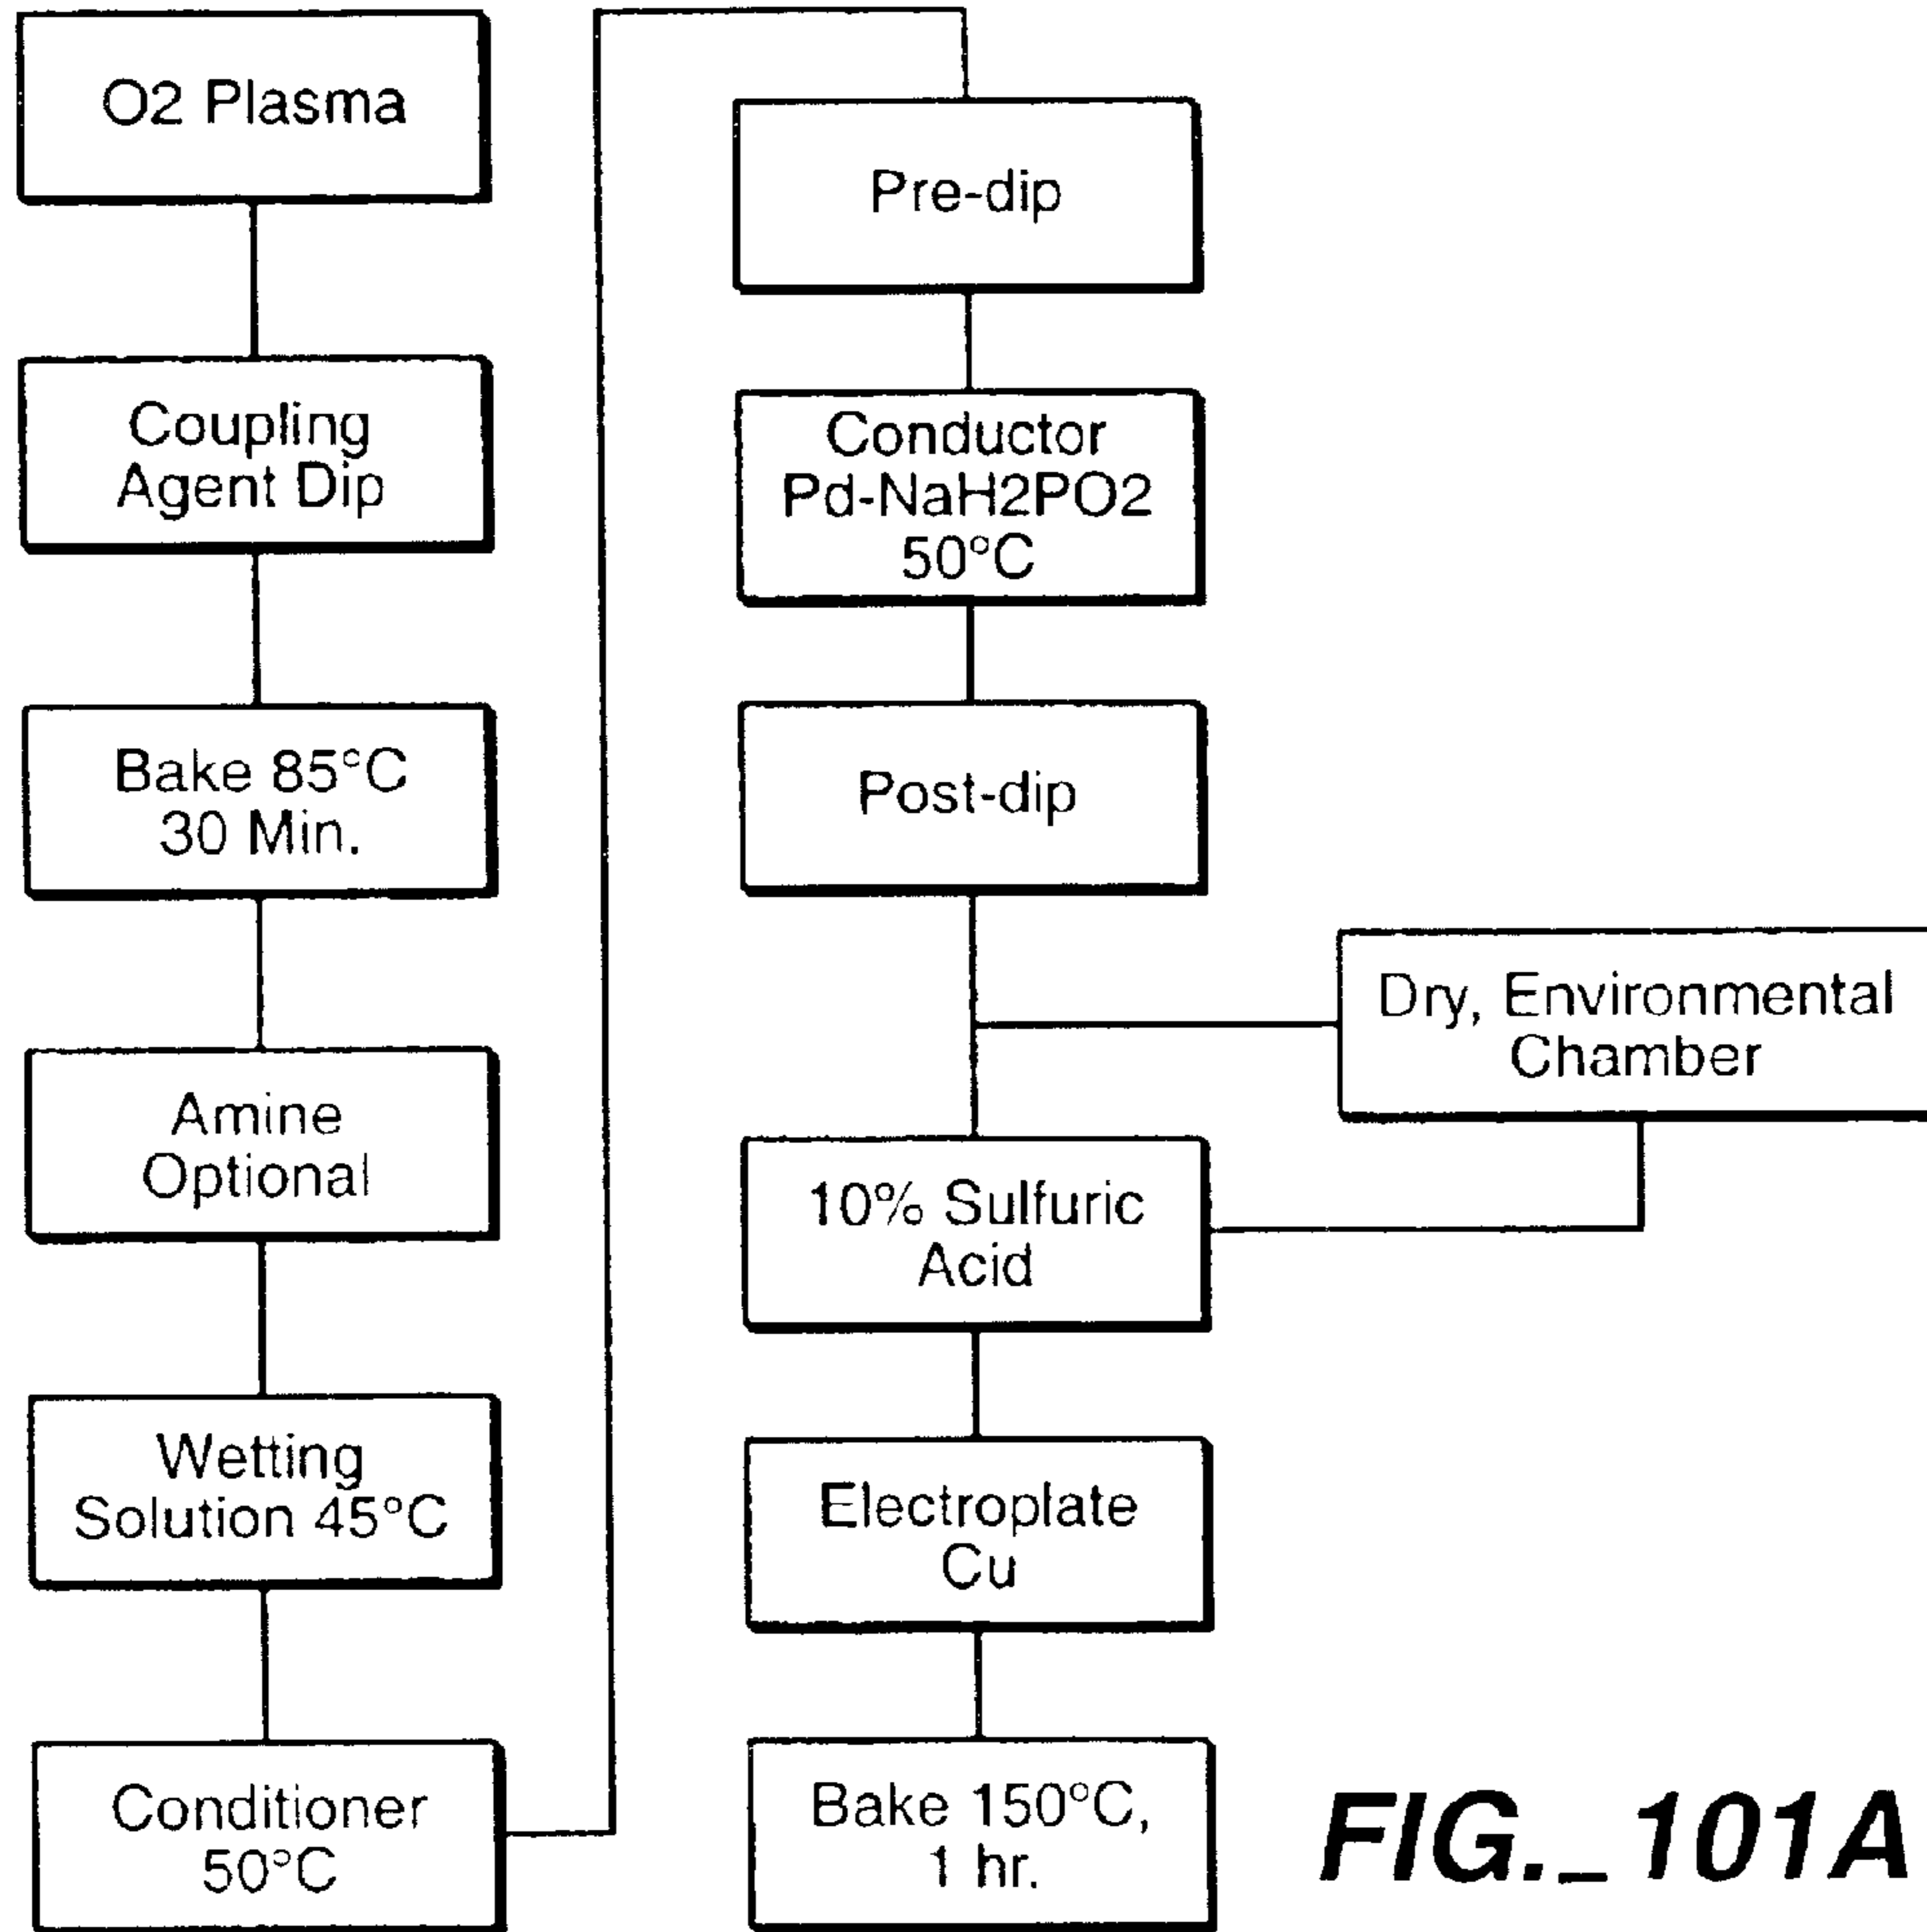 O2 Plasma
Coupling
Agent Dip
Bake 85°C
30 Min.
Amine
Optional
Wetting
Solution 45°C
Conditioner
50°C
Pre-dip
Conductor
Pd-NaH2PO2
50°C
Post-dip
Dry, Environmental
Chamber
10% Sulfuric
Acid
Electroplate
Cu
Bake 150°C,
1 hr.
FIG._101A